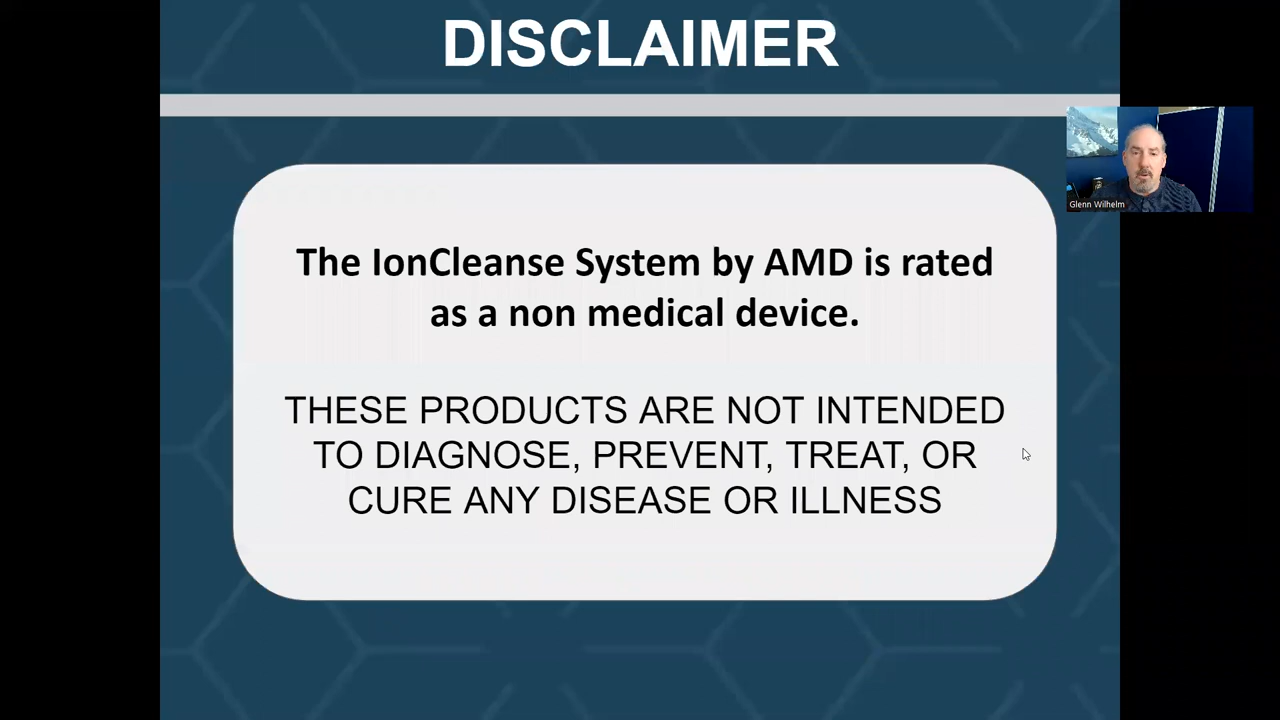 DISCLAIMER
Glenn Wilhelm
The IonCleanse System by AMD is rated
as a non medical device.
THESE PRODUCTS ARE NOT INTENDED
TO DIAGNOSE, PREVENT, TREAT, OR
CURE ANY DISEASE OR ILLNESS